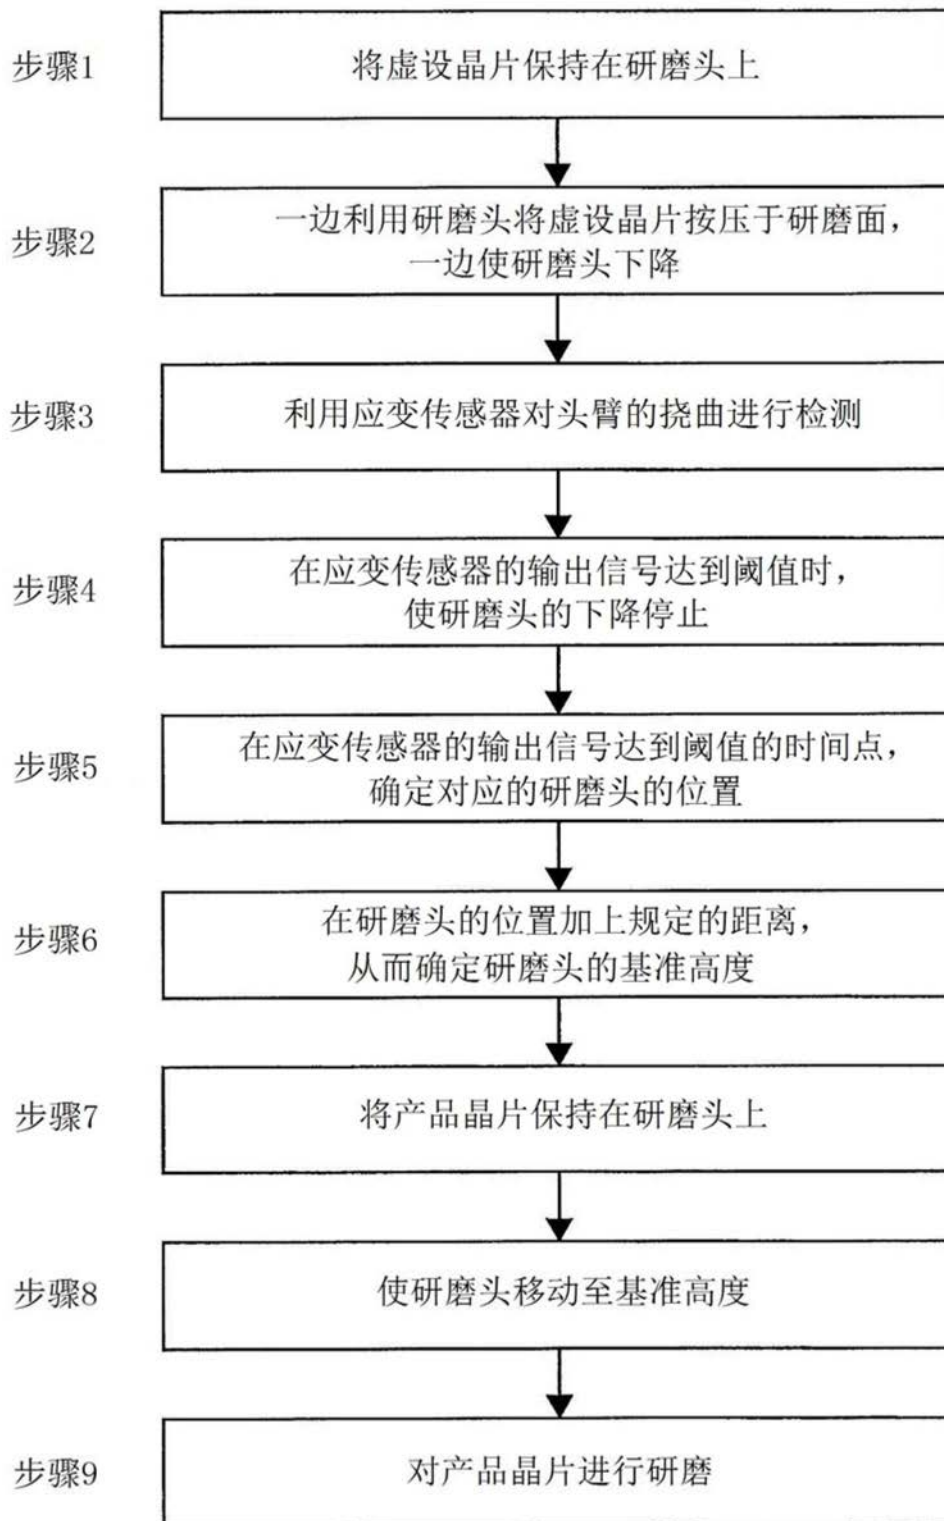 步骤1
将虚设晶片保持在研磨头上
步骤2
一边利用研磨头将虚设晶片按压于研磨面，
一边使研磨头下降
步骤3
利用应变传感器对头臂的挠曲进行检测
步骤4
在应变传感器的输出信号达到阈值时，
使研磨头的下降停止
步骤5
在应变传感器的输出信号达到阈值的时间点，
确定对应的研磨头的位置
步骤6
在研磨头的位置加上规定的距离，
从而确定研磨头的基准高度
步骤7
将产品晶片保持在研磨头上
步骤8
使研磨头移动至基准高度
步骤9
对产品晶片进行研磨